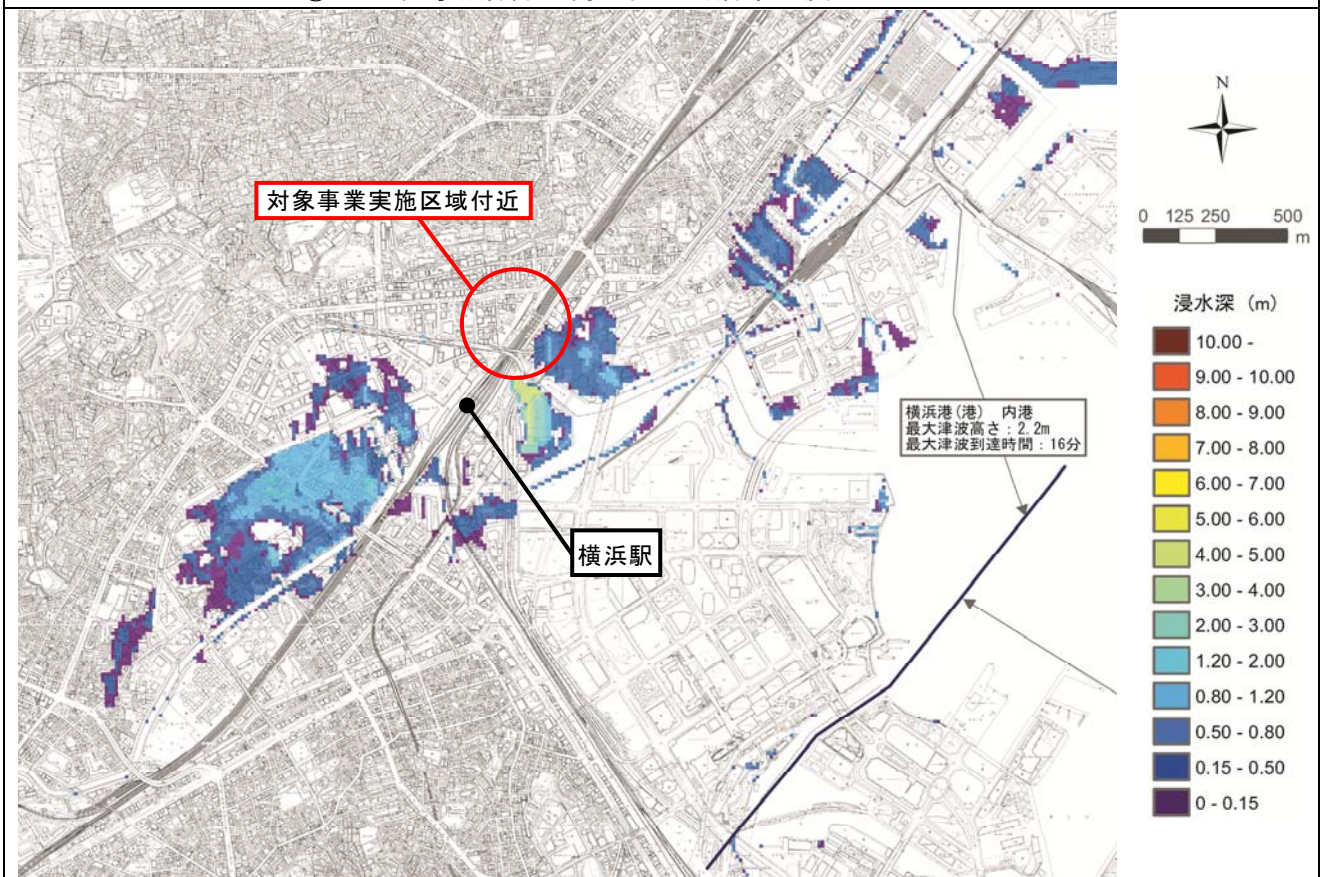 対象事業実施区域付近
横浜駅
横浜港(港) 内港
最大津波高さ:2.2m
最大津波到達時間:16分
N
0 125 250 500
m
浸水深 (m)
10.00 -
9.00 - 10.00
8.00 - 9.00
7.00 - 8.00
6.00 - 7.00
5.00 - 6.00
4.00 - 5.00
3.00 - 4.00
2.00 - 3.00
1.20 - 2.00
0.80 - 1.20
0.50 - 0.80
0.15 - 0.50
0 - 0.15